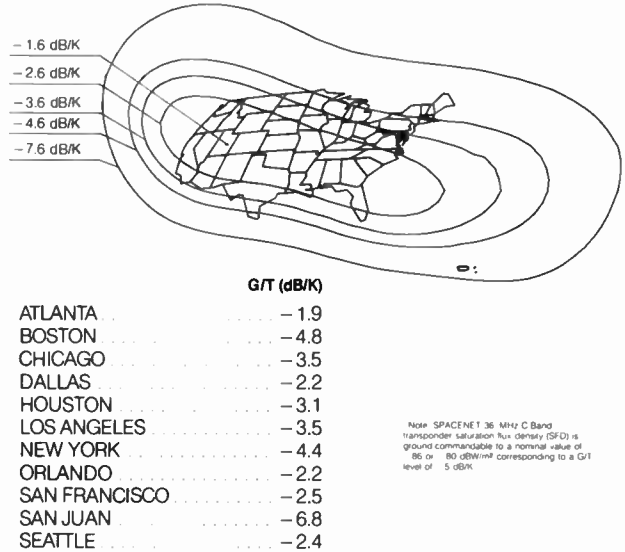 – 1.6 dB/K
– 2.6 dB/K
– 3.6 dB/K
– 4.6 dB/K
– 7.6 dB/K
G/T (dB/K)
ATLANTA – 1.9
BOSTON – 4.8
CHICAGO – 3.5
DALLAS – 2.2
HOUSTON – 3.1
LOS ANGELES – 3.5
NEW YORK – 4.4
ORLANDO – 2.2
SAN FRANCISCO – 2.5
SAN JUAN – 6.8
SEATTLE – 2.4
Note SPACENET 36 MHz C Band
transponder saturation flux density (SFD) is
ground commandable to a nominal value of
86 or 80 dBW/m² corresponding to a G/T
level of 5 dB/K